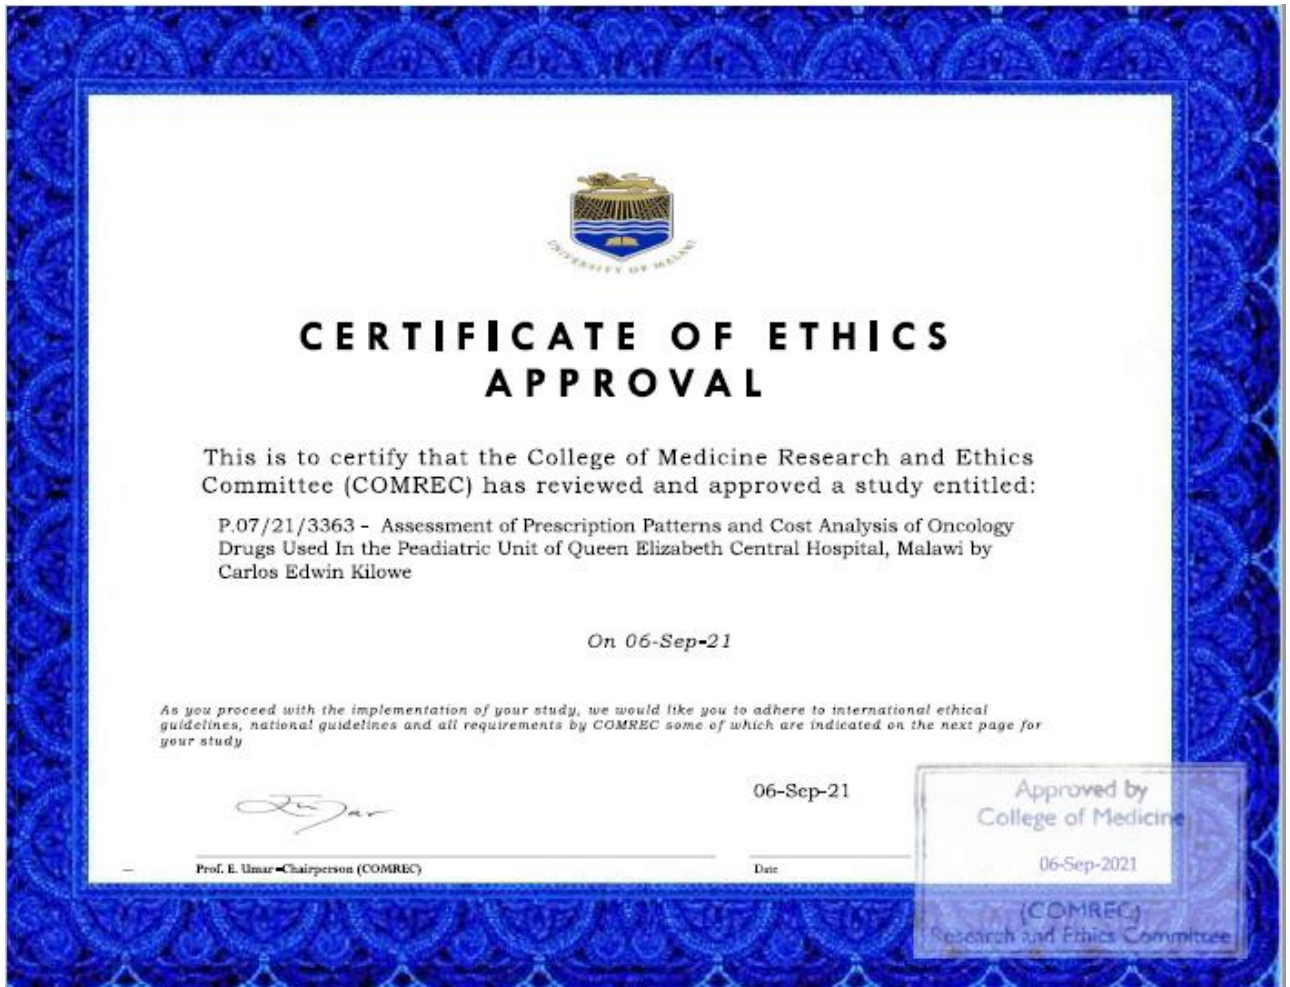 UNIVERSITY OF MALAWI
CERTIFICATE OF ETHICS
APPROVAL
This is to certify that the College of Medicine Research and Ethics
Committee (COMREC) has reviewed and approved a study entitled:
P.07/21/3363 - Assessment of Prescription Patterns and Cost Analysis of Oncology
Drugs Used In the Peadiatric Unit of Queen Elizabeth Central Hospital, Malawi by
Carlos Edwin Kilowe
On 06-Sep-21
As you proceed with the implementation of your study, we would like you to adhere to international ethical
guidelines, national guidelines and all requirements by COMREC some of which are indicated on the next page for
your study
06-Sep-21
Prof. E. Umar-Chairperson (COMREC)
Date
Approved by
College of Medicine
06-Sep-2021
(COMREC)
Research and Ethics Committee